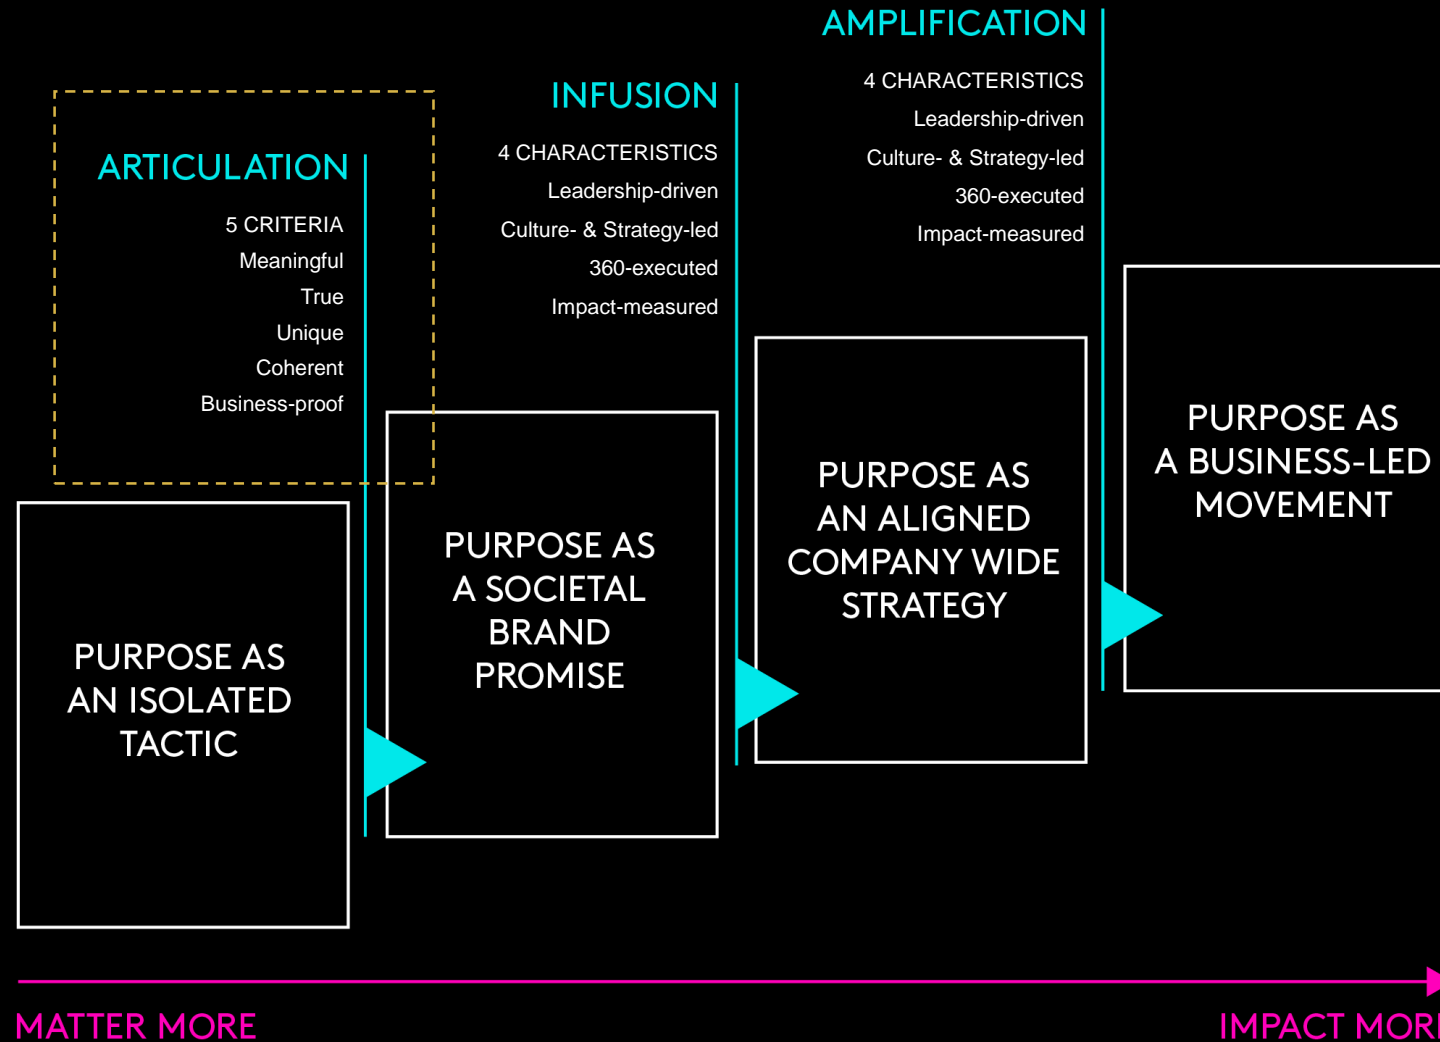 ARTICULATION
5 CRITERIA
Meaningful
True
Unique
Coherent
Business-proof
INFUSION
4 CHARACTERISTICS
Leadership-driven
Culture- & Strategy-led
360-executed
Impact-measured
AMPLIFICATION
4 CHARACTERISTICS
Leadership-driven
Culture- & Strategy-led
360-executed
Impact-measured
PURPOSE AS
AN ISOLATED
TACTIC
PURPOSE AS
A SOCIETAL
BRAND
PROMISE
PURPOSE AS
AN ALIGNED
COMPANY WIDE
STRATEGY
PURPOSE AS
A BUSINESS-LED
MOVEMENT
MATTER MORE
IMPACT MORE